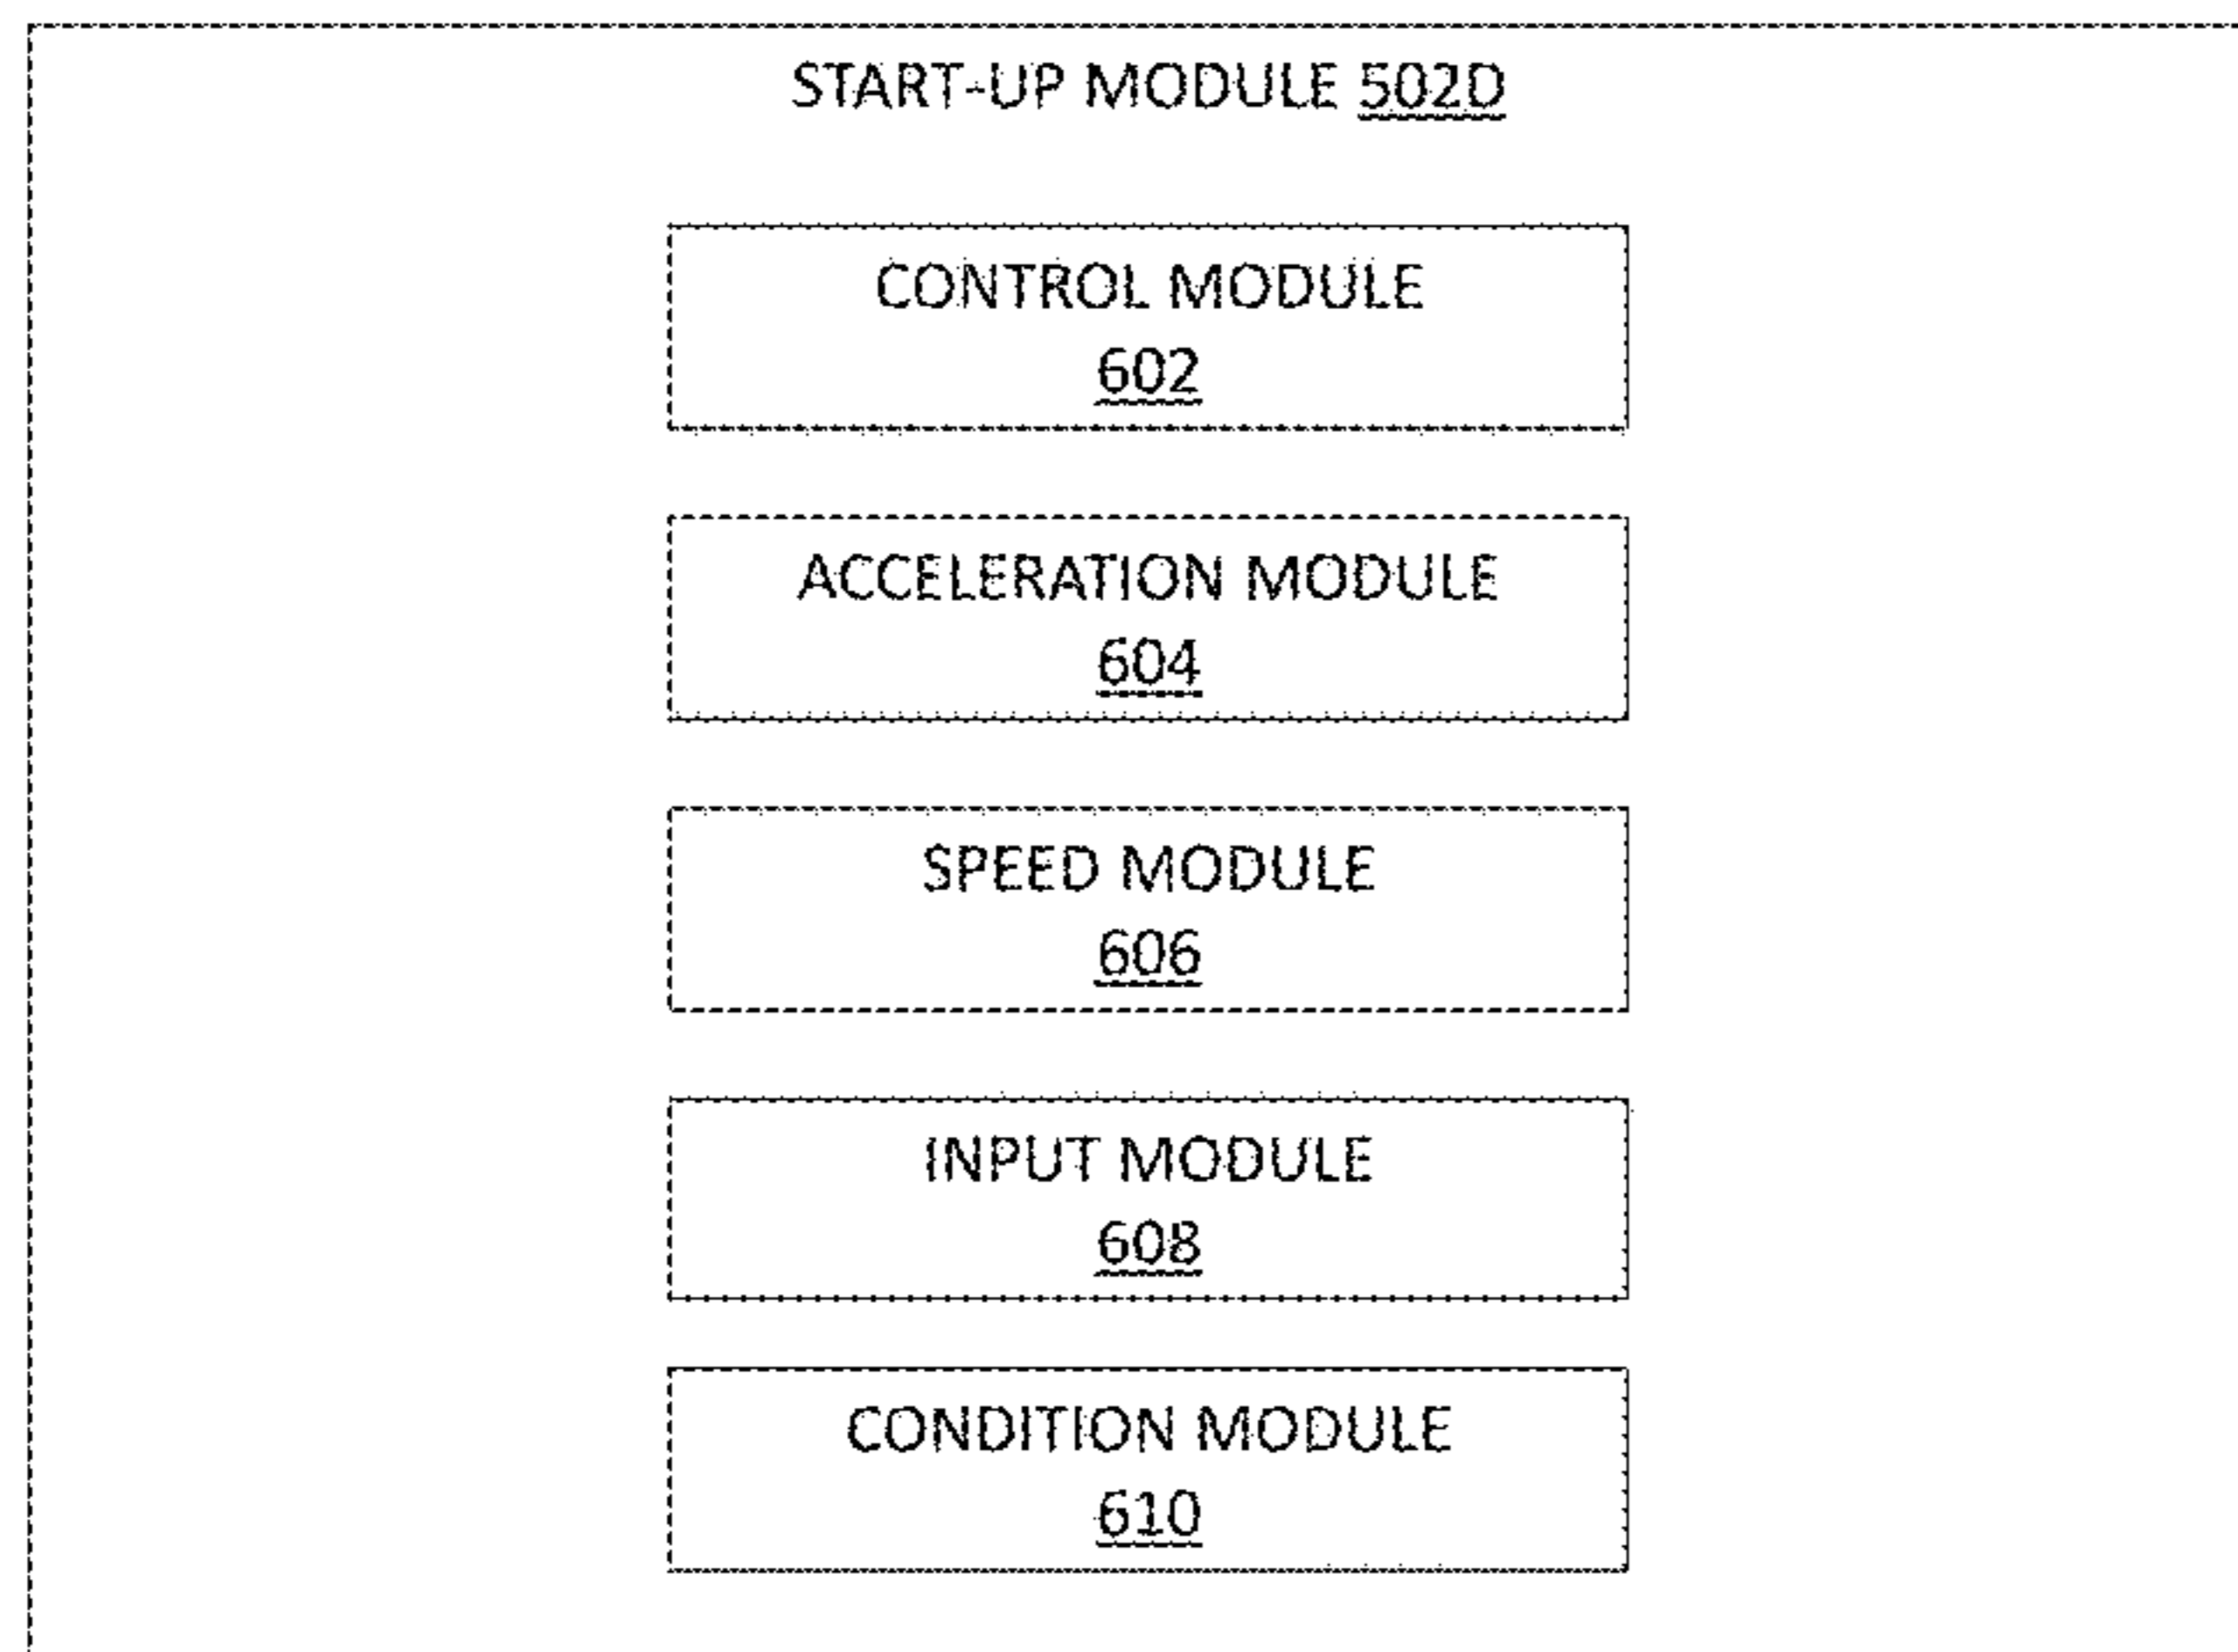 START-UP MODULE 502D
CONTROL MODULE
602
ACCELERATION MODULE
604
SPEED MODULE
606
INPUT MODULE
608
CONDITION MODULE
610